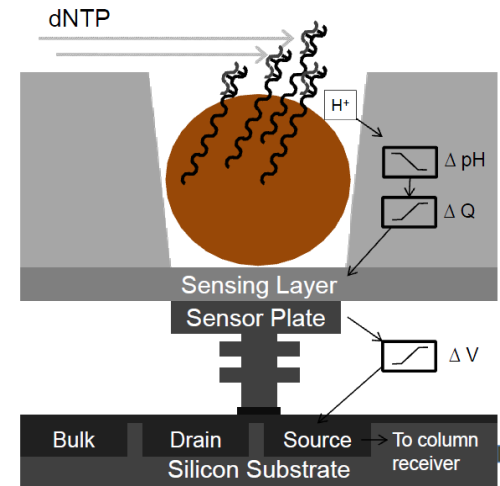 dNTP
H⁺
Δ pH
Δ Q
Sensing Layer
Sensor Plate
Δ V
Bulk
Drain
Source
To column
receiver
Silicon Substrate